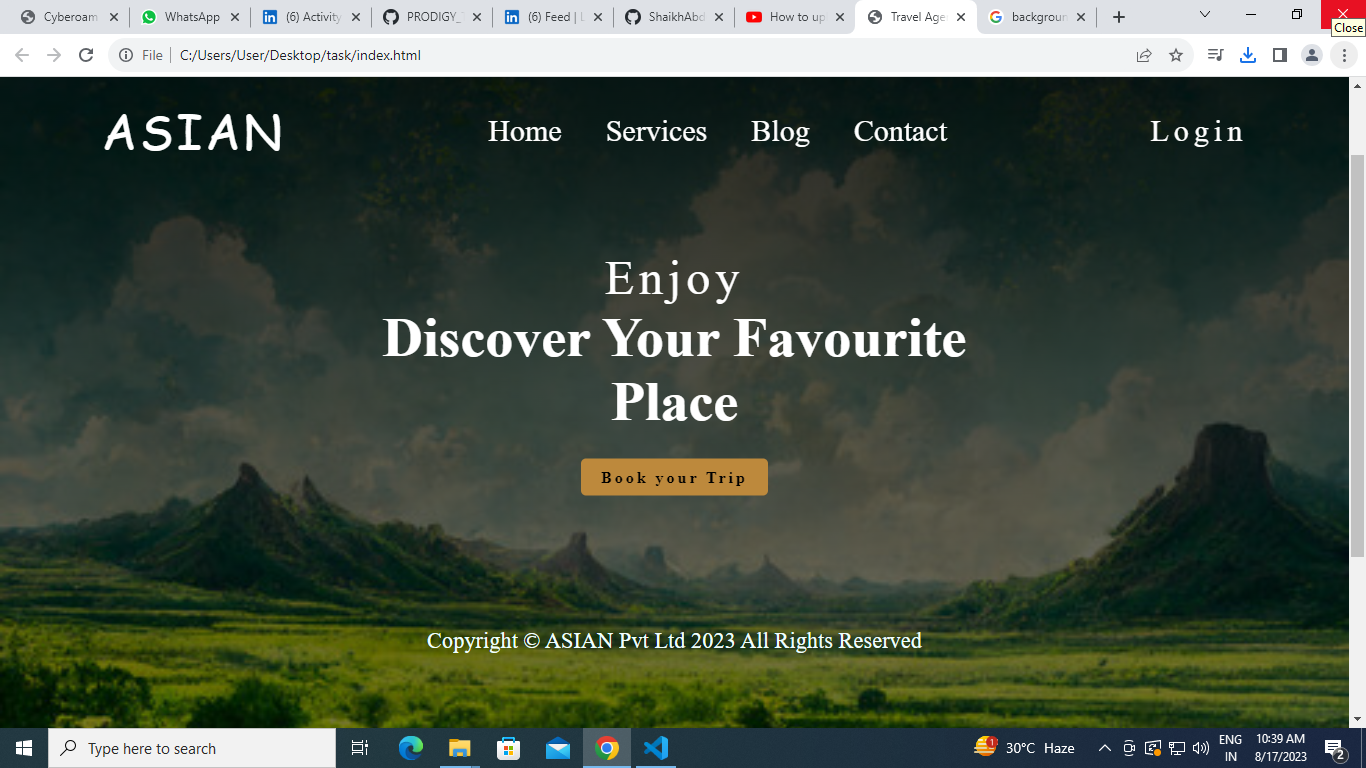 Cyberoam WhatsApp (6) Activity PRODIGY_ (6) Feed | L ShaikhAbd How to up Travel Age backgroun
Close
File C:/Users/User/Desktop/task/index.html
ASIAN Home Services Blog Contact Login
Enjoy
Discover Your Favourite
Place
Book your Trip
Copyright © ASIAN Pvt Ltd 2023 All Rights Reserved
Type here to search 1 30°C Haze ENG 10:39 AM
IN 8/17/2023 2